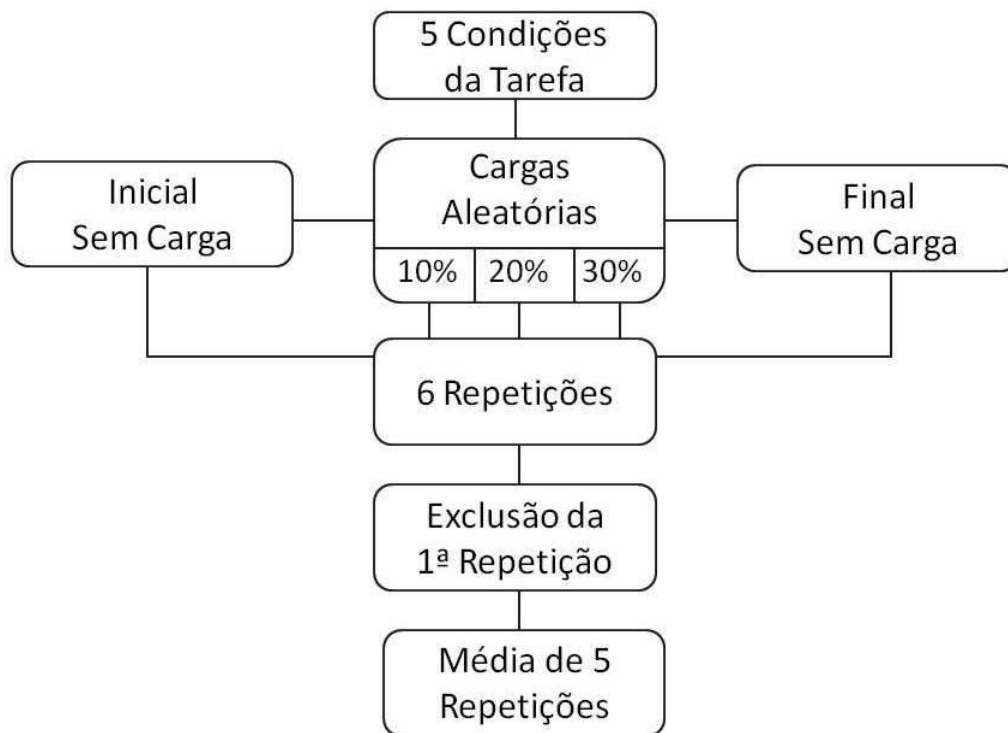 5 Condições
da Tarefa
Cargas
Aleatórias
Inicial
Sem Carga
Final
Sem Carga
10%
20%
30%
6 Repetições
Exclusão da
1ª Repetição
Média de 5
Repetições